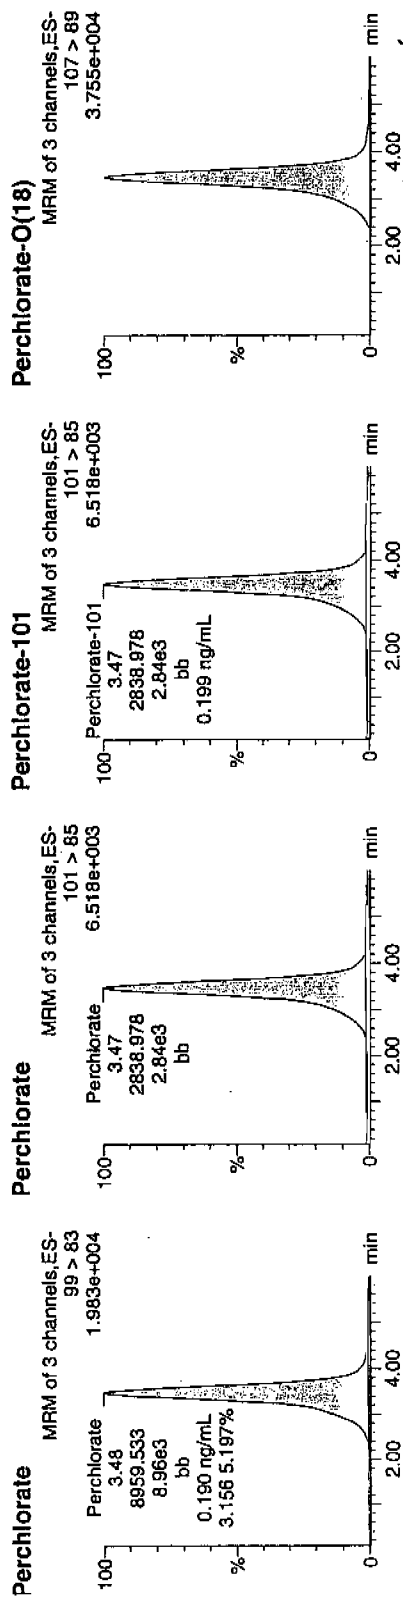 Perchlorate
MRM of 3 channels,ES-
99 > 83
1.983e+004
100
Perchlorate
3.48
8959.533
8.96e3
bb
0.190 ng/mL
3.156 5.197%
%
0
2.00
4.00
min
Perchlorate
MRM of 3 channels,ES-
101 > 85
6.518e+003
100
Perchlorate
3.47
2838.978
2.84e3
bb
%
0
2.00
4.00
min
Perchlorate-101
MRM of 3 channels,ES-
101 > 85
6.518e+003
100
Perchlorate-101
3.47
2838.978
2.84e3
bb
0.199 ng/mL
%
0
2.00
4.00
min
Perchlorate-O(18)
MRM of 3 channels,ES-
107 > 89
3.755e+004
100
%
0
2.00
4.00
min